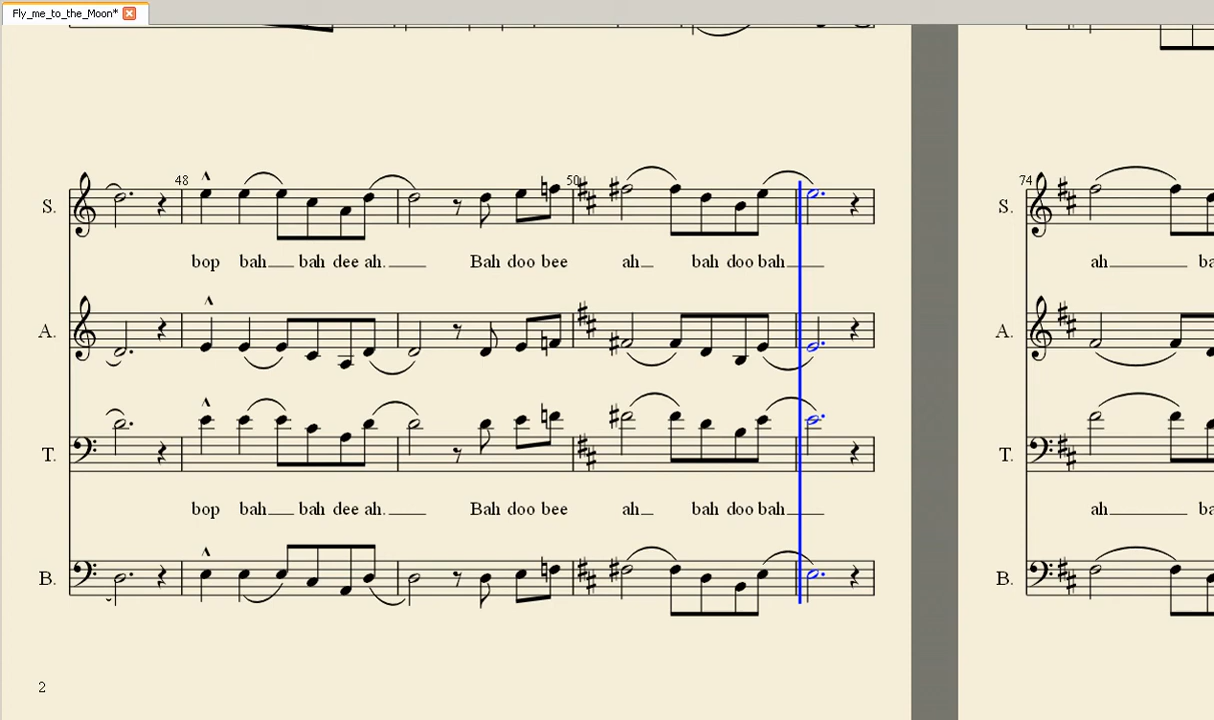 Fly_me_to_the_Moon*
48
50
74
S.
S.
bop bah bah dee ah. Bah doo bee ah bah doo bah
ah ba
A.
A.
T.
T.
bop bah bah dee ah. Bah doo bee ah bah doo bah
ah ba
B.
B.
2